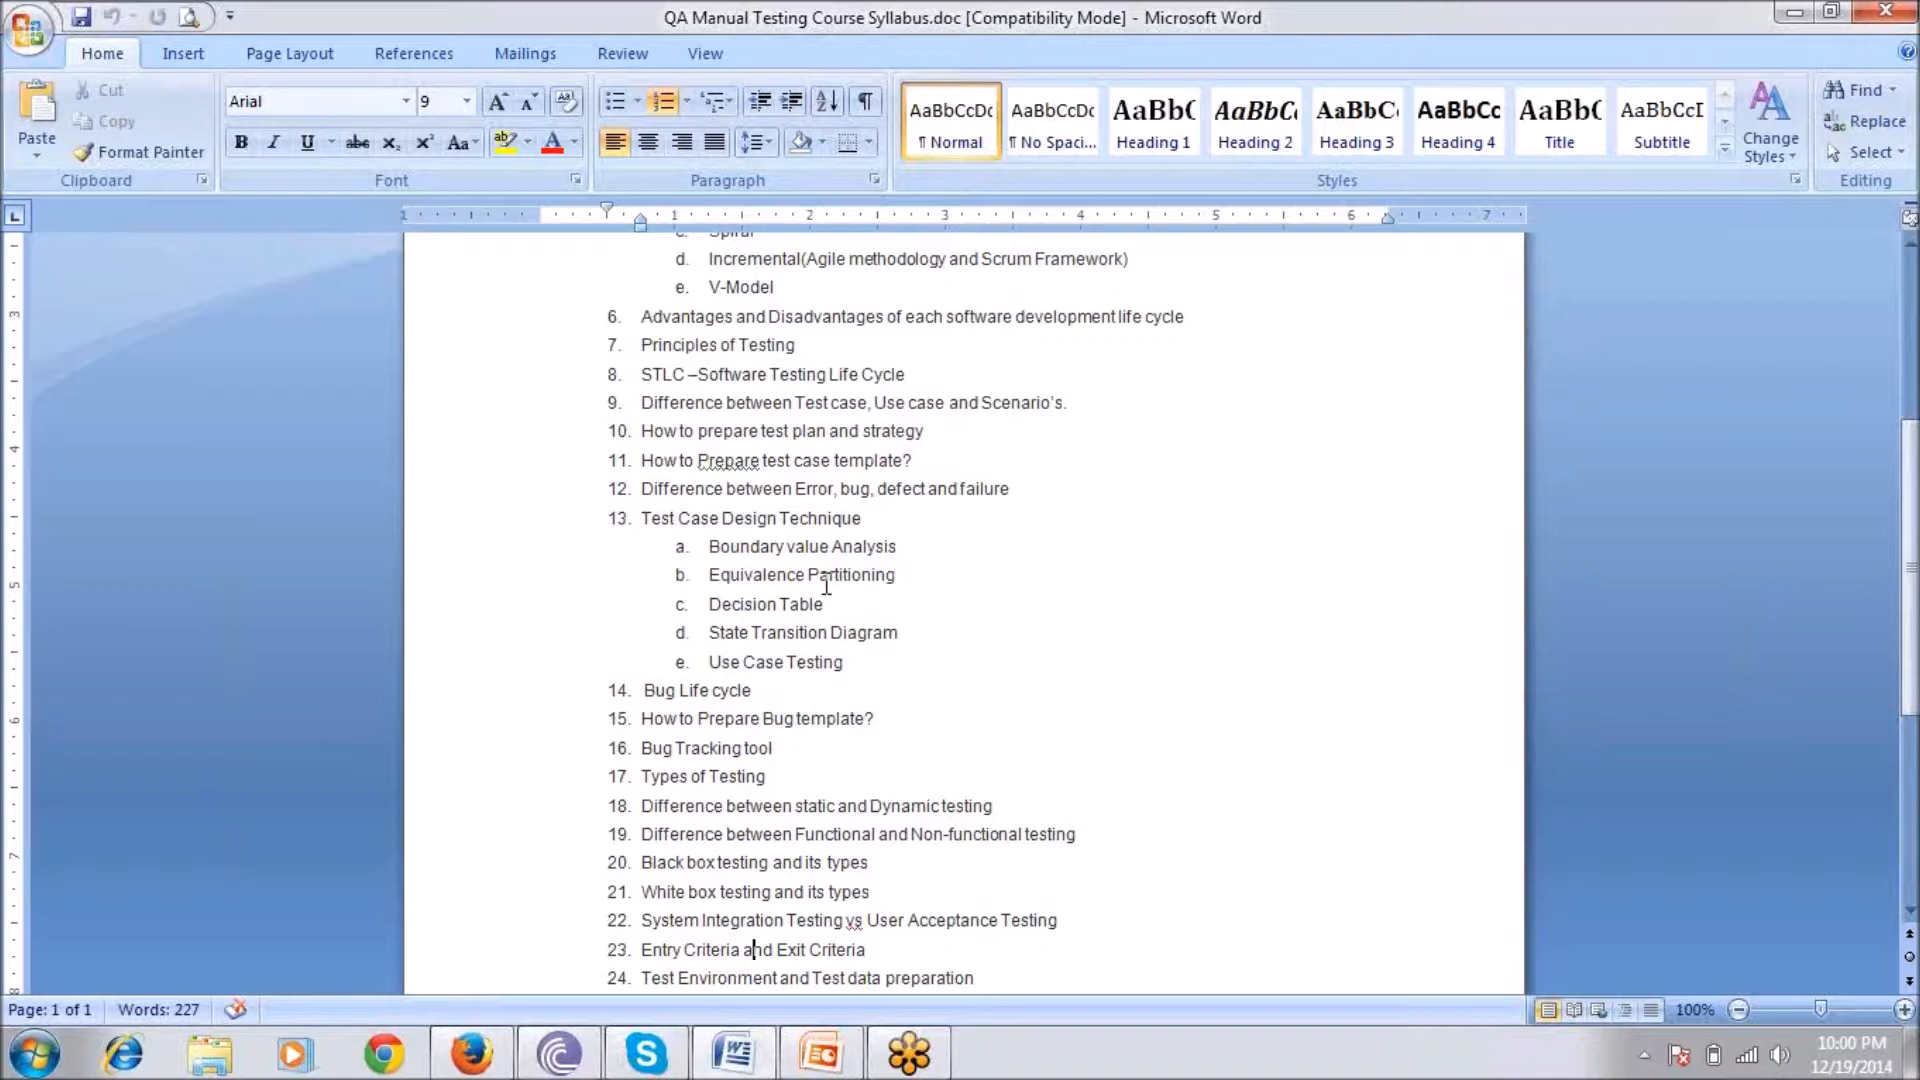 QA Manual Testing Course Syllabus.doc [Compatibility Mode] - Microsoft Word
Home Insert Page Layout References Mailings Review View
Paste Cut Copy Format Painter
Clipboard
Arial 9
Font
Paragraph
AaBbCcDc AaBbCcDc AaBbC AaBbCc AaBbCc AaBbCc AaBbC AaBbCcI
¶ Normal ¶ No Spaci... Heading 1 Heading 2 Heading 3 Heading 4 Title Subtitle
Change Styles
Styles
Find
Replace
Select
Editing
1 1 2 3 4 5 6 7
c. Spiral
d. Incremental(Agile methodology and Scrum Framework)
e. V-Model
6. Advantages and Disadvantages of each software development life cycle
7. Principles of Testing
8. STLC –Software Testing Life Cycle
9. Difference between Test case, Use case and Scenario's.
10. How to prepare test plan and strategy
11. How to Prepare test case template?
12. Difference between Error, bug, defect and failure
13. Test Case Design Technique
a. Boundary value Analysis
b. Equivalence Partitioning
c. Decision Table
d. State Transition Diagram
e. Use Case Testing
14. Bug Life cycle
15. How to Prepare Bug template?
16. Bug Tracking tool
17. Types of Testing
18. Difference between static and Dynamic testing
19. Difference between Functional and Non-functional testing
20. Black box testing and its types
21. White box testing and its types
22. System Integration Testing vs User Acceptance Testing
23. Entry Criteria and Exit Criteria
24. Test Environment and Test data preparation
Page: 1 of 1 Words: 227 100%
10:00 PM
12/19/2014